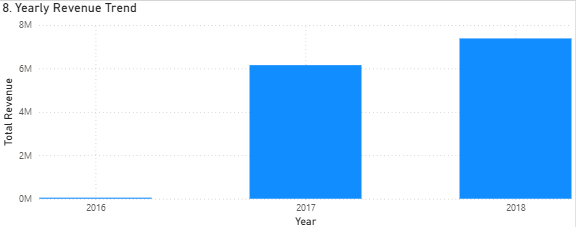 8. Yearly Revenue Trend
8M
6M
4M
2M
0M
Total Revenue
2016 2017 2018
Year